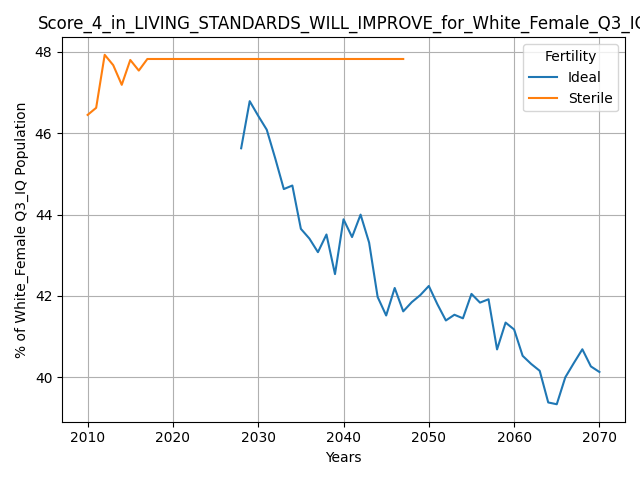 Score_4_in_LIVING_STANDARDS_WILL_IMPROVE_for_White_Female_Q3_IQ
Fertility
Ideal
Sterile
% of White_Female Q3_IQ Population
48
46
44
42
40
2010 2020 2030 2040 2050 2060 2070
Years